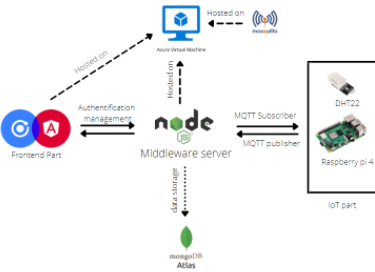 Hosted on
mosquitto
Azure Virtual Machine
Hosted on
Hosted on
Authentification
management
MQTT Subscriber
DHT22
node
JS
Frontend Part
Middleware server
MQTT publisher
Raspberry pi 4
data storage
IoT part
mongoDB
Atlas